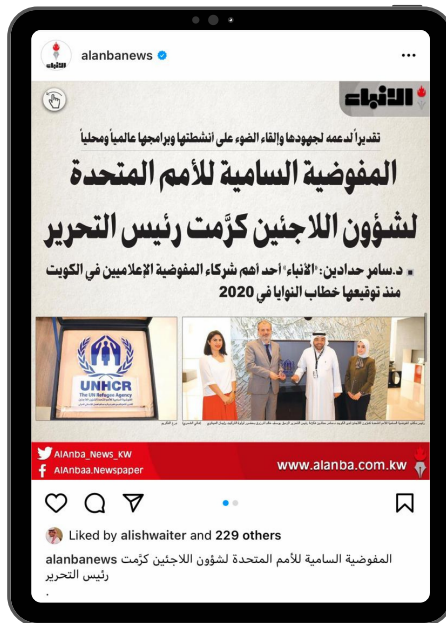 alanbanews
الأنباء
الأنباء
تقديراً لدعمه لجهودها وإلقاء الضوء على أنشطتها وبرامجها عالمياً ومحلياً
المفوضية السامية للأمم المتحدة
لشؤون اللاجئين كرَّمت رئيس التحرير
د.سامر حدادين: "الأنباء" أحد أهم شركاء المفوضية الإعلاميين في الكويت
منذ توقيعها خطاب النوايا في 2020
UNHCR
The UN Refugee Agency
AlAnba_News_KW
AlAnbaa.Newspaper
www.alanba.com.kw
Liked by alishwaiter and 229 others
alanbanews المفوضية السامية للأمم المتحدة لشؤون اللاجئين كرَّمت
رئيس التحرير
.